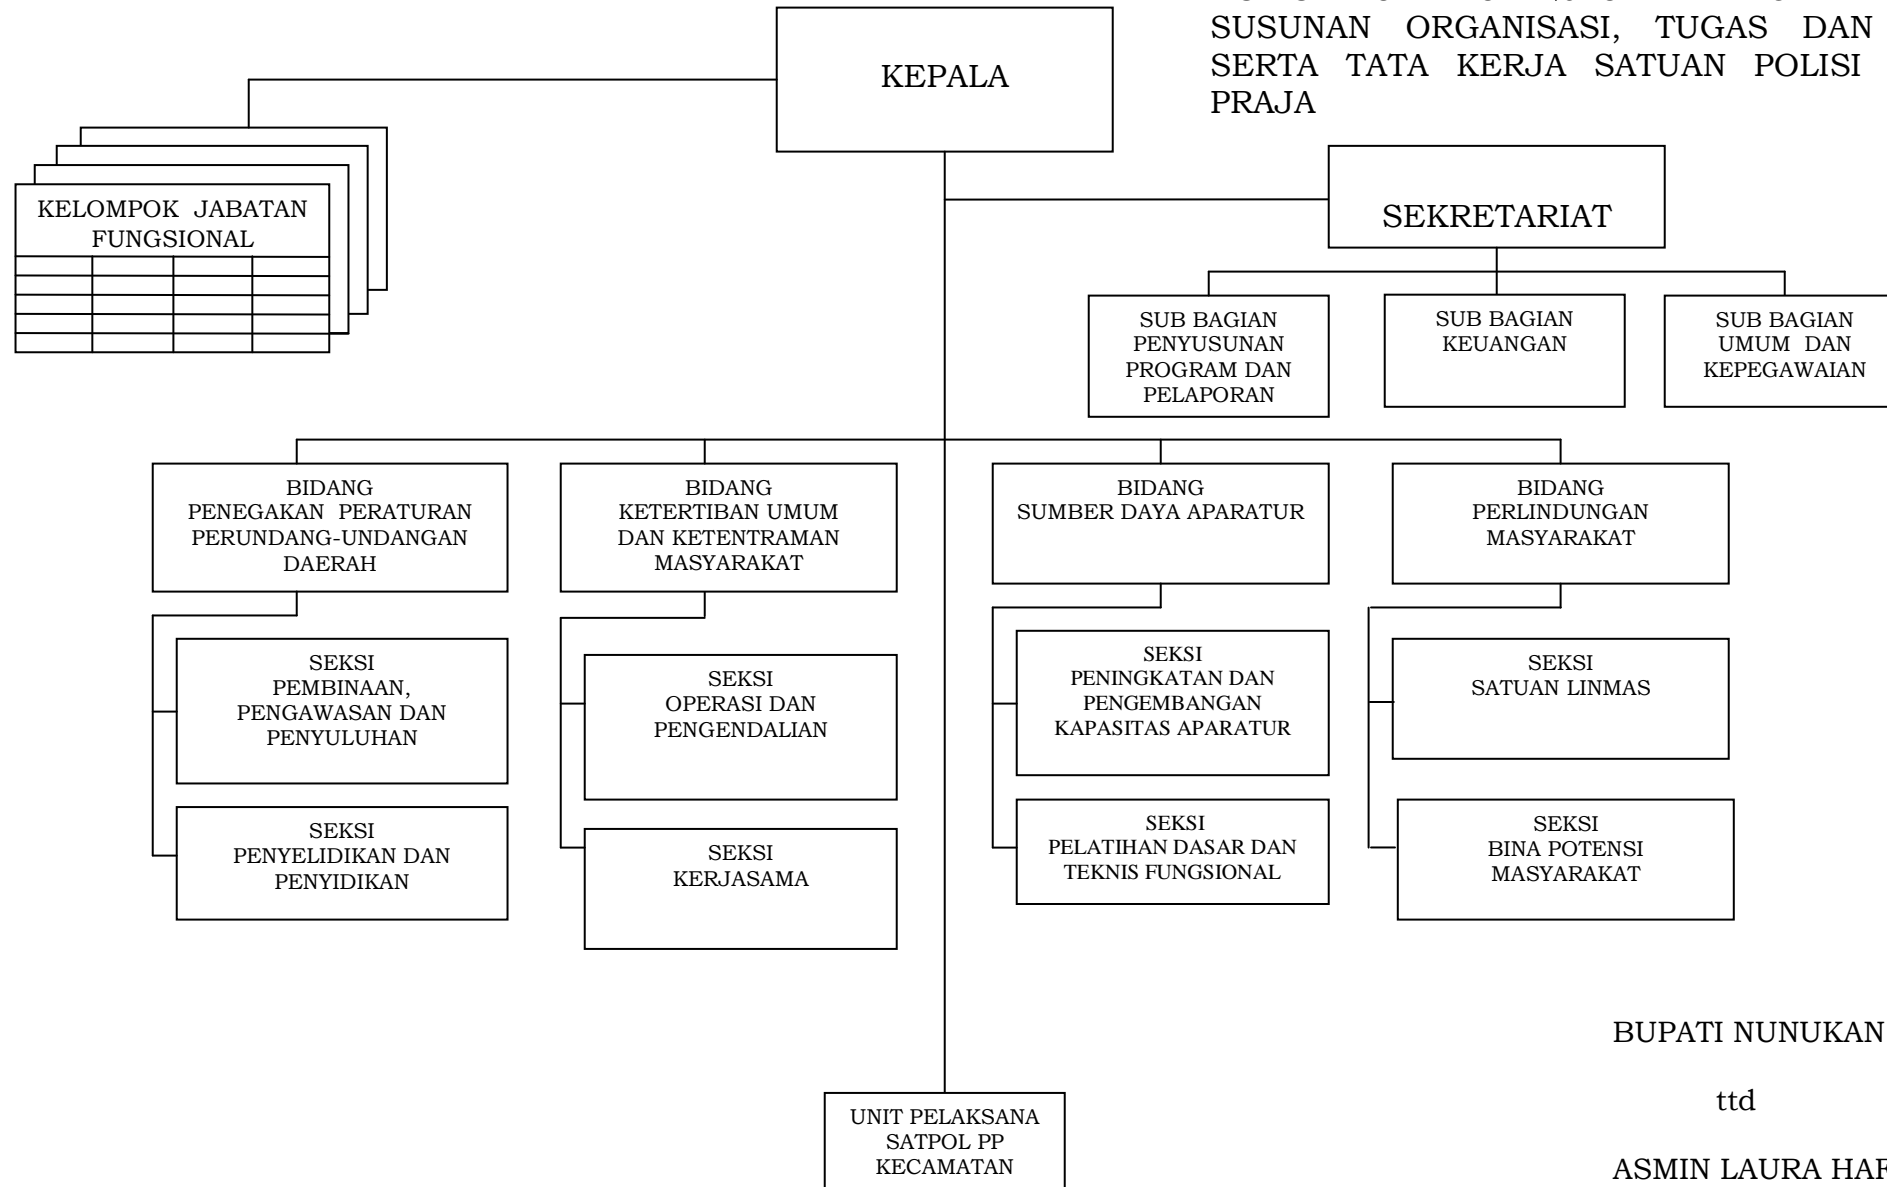 SUSUNAN ORGANISASI, TUGAS DAN
SERTA TATA KERJA SATUAN POLISI
PRAJA
KEPALA
KELOMPOK JABATAN
FUNGSIONAL
SEKRETARIAT
SUB BAGIAN
PENYUSUNAN
PROGRAM DAN
PELAPORAN
SUB BAGIAN
KEUANGAN
SUB BAGIAN
UMUM DAN
KEPEGAWAIAN
BIDANG
PENEGAKAN PERATURAN
PERUNDANG-UNDANGAN
DAERAH
BIDANG
KETERTIBAN UMUM
DAN KETENTRAMAN
MASYARAKAT
BIDANG
SUMBER DAYA APARATUR
BIDANG
PERLINDUNGAN
MASYARAKAT
SEKSI
PEMBINAAN,
PENGAWASAN DAN
PENYULUHAN
SEKSI
OPERASI DAN
PENGENDALIAN
SEKSI
PENINGKATAN DAN
PENGEMBANGAN
KAPASITAS APARATUR
SEKSI
SATUAN LINMAS
SEKSI
PENYELIDIKAN DAN
PENYIDIKAN
SEKSI
KERJASAMA
SEKSI
PELATIHAN DASAR DAN
TEKNIS FUNGSIONAL
SEKSI
BINA POTENSI
MASYARAKAT
UNIT PELAKSANA
SATPOL PP
KECAMATAN
BUPATI NUNUKAN
ttd
ASMIN LAURA